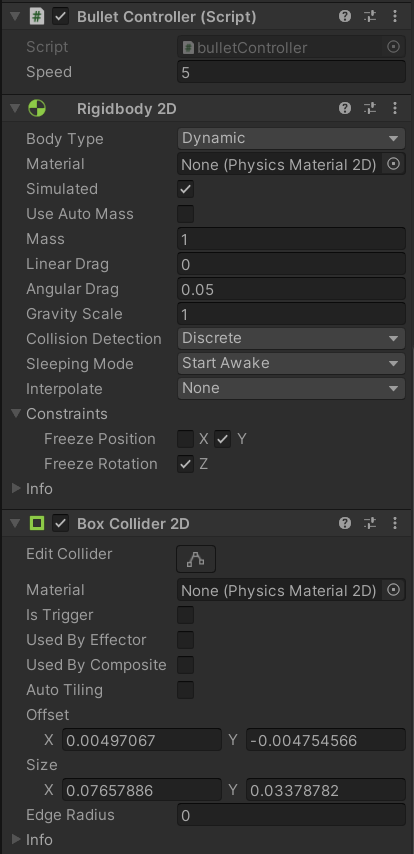 Bullet Controller (Script)
Script bulletController
Speed 5
Rigidbody 2D
Body Type Dynamic
Material None (Physics Material 2D)
Simulated
Use Auto Mass
Mass 1
Linear Drag 0
Angular Drag 0.05
Gravity Scale 1
Collision Detection Discrete
Sleeping Mode Start Awake
Interpolate None
Constraints
Freeze Position X Y
Freeze Rotation Z
Info
Box Collider 2D
Edit Collider
Material None (Physics Material 2D)
Is Trigger
Used By Effector
Used By Composite
Auto Tiling
Offset
X 0.00497067 Y -0.004754566
Size
X 0.07657886 Y 0.03378782
Edge Radius 0
Info